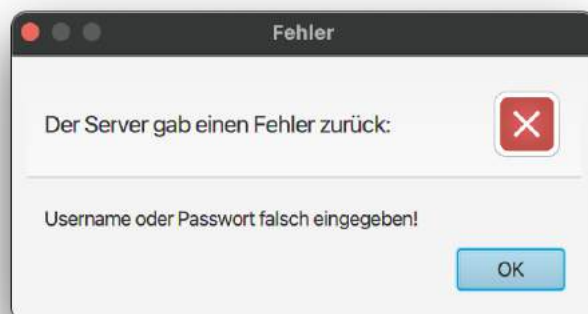 Fehler
Der Server gab einen Fehler zurück:
Username oder Passwort falsch eingegeben!
OK